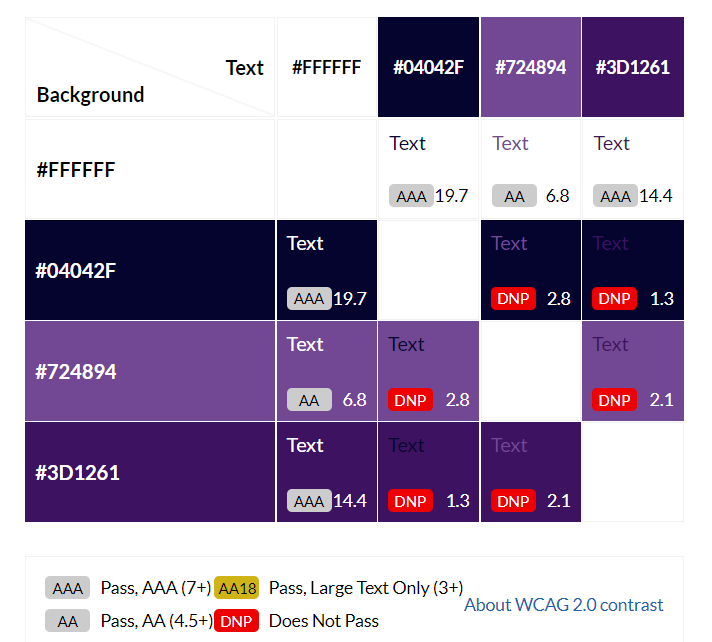 Text
Background
#FFFFFF #04042F #724894 #3D1261
#FFFFFF
Text Text Text
AAA 19.7 AA 6.8 AAA 14.4
#04042F
Text Text Text
AAA 19.7 DNP 2.8 DNP 1.3
#724894
Text Text Text
AA 6.8 DNP 2.8 DNP 2.1
#3D1261
Text Text Text
AAA 14.4 DNP 1.3 DNP 2.1
AAA Pass, AAA (7+) AA18 Pass, Large Text Only (3+)
AA Pass, AA (4.5+) DNP Does Not Pass
About WCAG 2.0 contrast